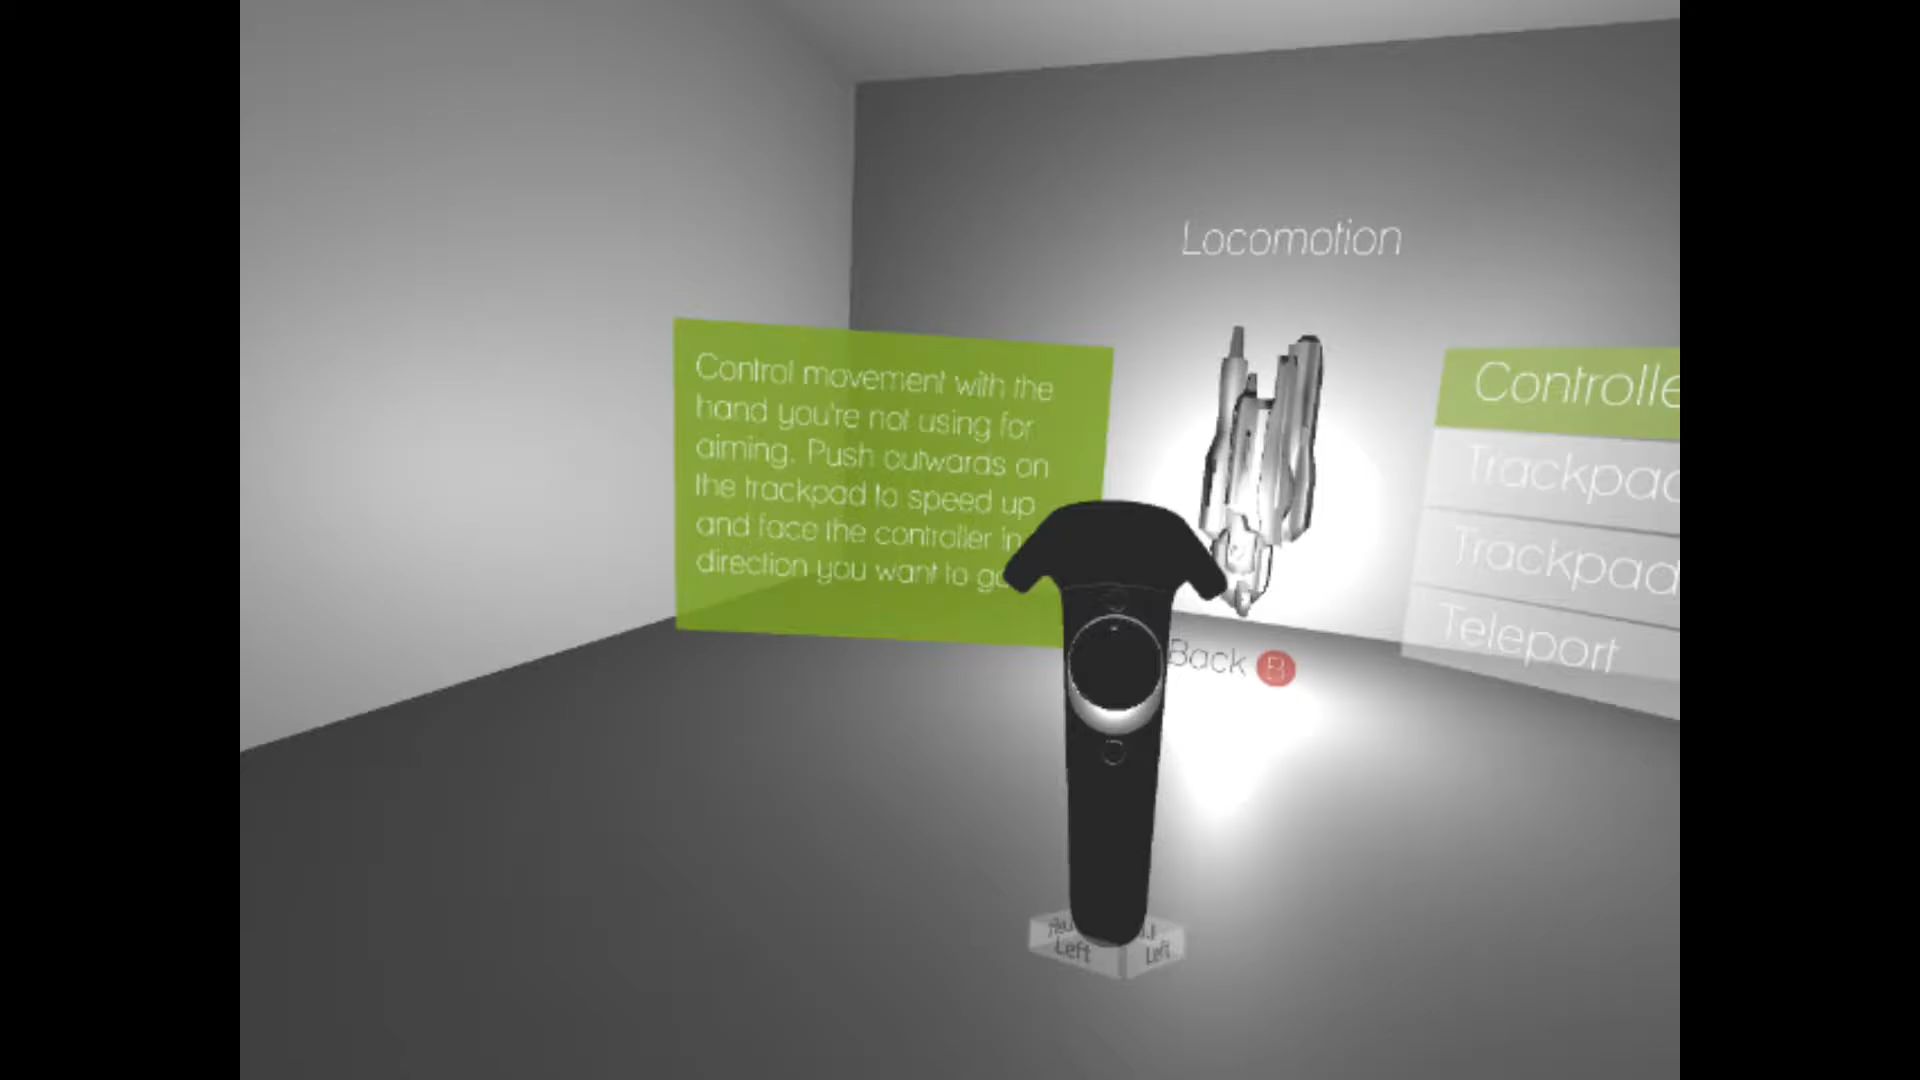 Locomotion
Control movement with the
hand you're not using for
aiming. Push outwards on
the trackpad to speed up
and face the controller in
direction you want to go
Controlle
Trackpad
Trackpad
Teleport
Back B
Left
Left